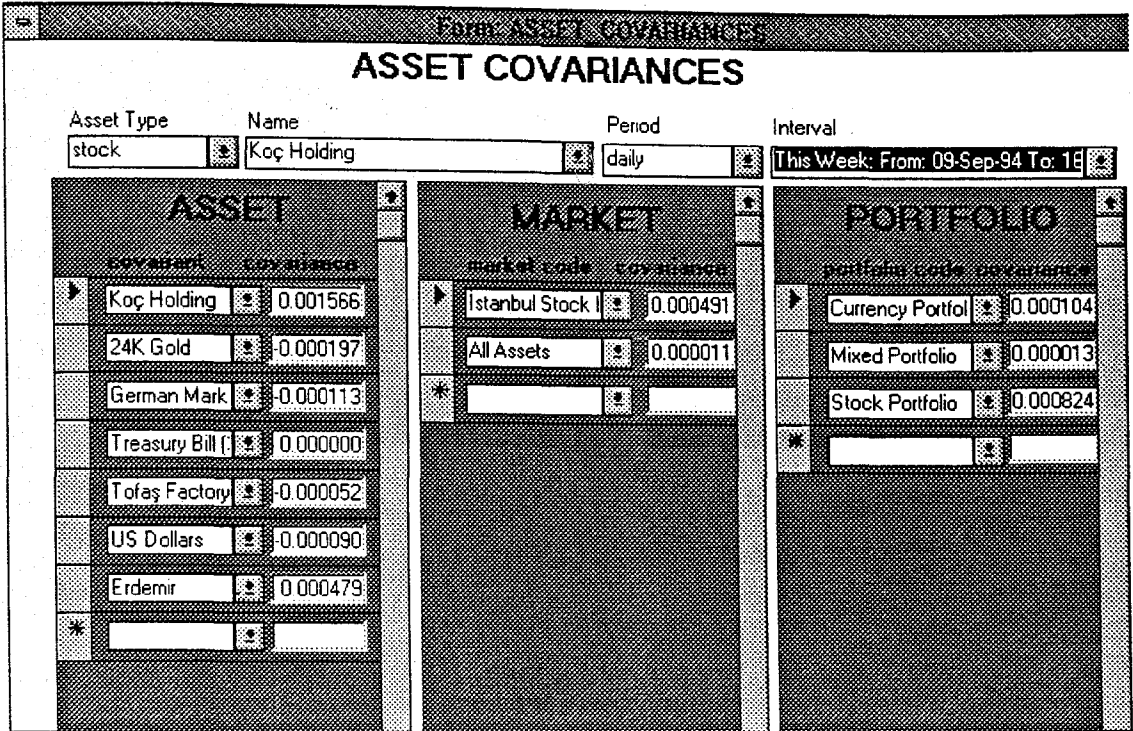 Form: ASSET_COVARIANCES
ASSET COVARIANCES
Asset Type Name Period Interval
stock Koç Holding daily This Week: From: 09-Sep-94 To: 16
ASSET MARKET PORTFOLIO
covariant covariance market code covariance portfolio code covariance
Koç Holding 0.001566 Istanbul Stock 0.000491 Currency Portfol 0.000104
24K Gold -0.000197 All Assets 0.000011 Mixed Portfolio 0.000013
German Mark -0.000113 * Stock Portfolio 0.000824
Treasury Bill ( 0.000000 *
Tofaş Factory -0.000052
US Dollars -0.000090
Erdemir 0.000479
*